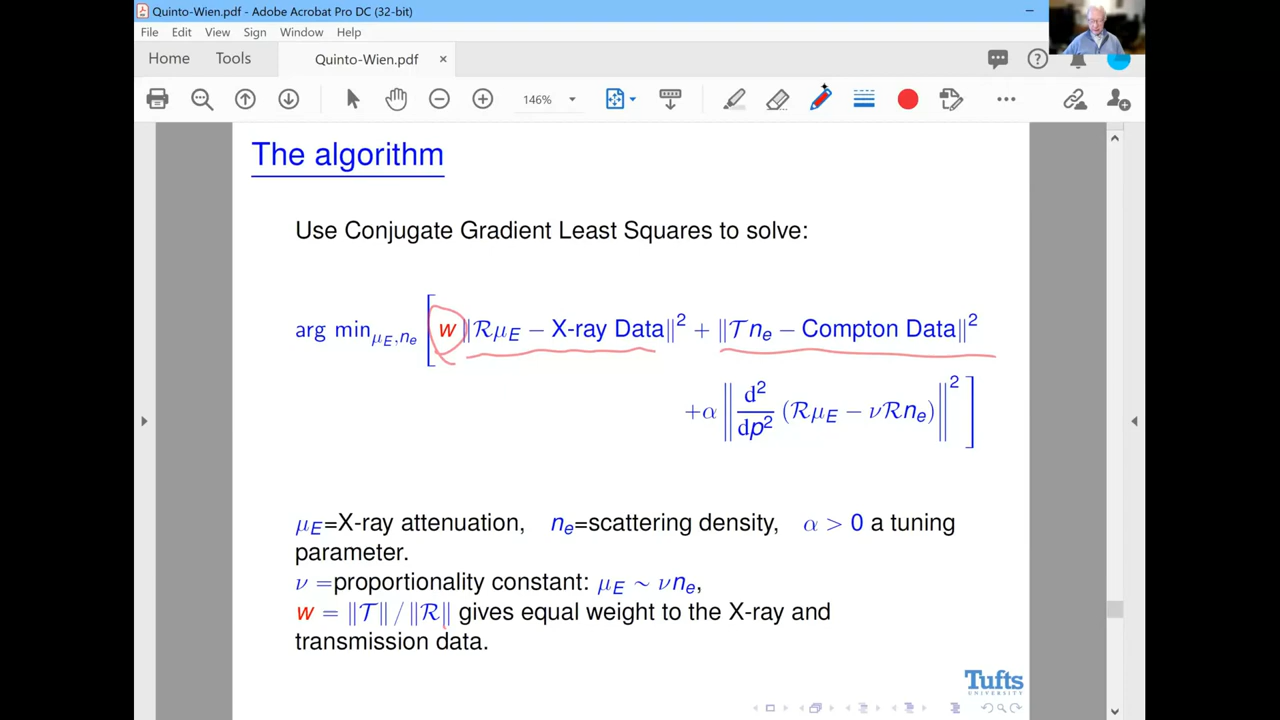 Quinto-Wien.pdf - Adobe Acrobat Pro DC (32-bit)
File Edit View Sign Window Help
Home Tools Quinto-Wien.pdf ×
146%
The algorithm
Use Conjugate Gradient Least Squares to solve:
arg min_{μ_E,n_e} [ w ‖ℛμ_E − X-ray Data‖² + ‖𝒯n_e − Compton Data‖²
+α ‖ d²/dp² (ℛμ_E − νℛn_e) ‖² ]
μ_E=X-ray attenuation, n_e=scattering density, α > 0 a tuning
parameter.
ν =proportionality constant: μ_E ∼ νn_e,
w = ‖𝒯‖ / ‖ℛ‖ gives equal weight to the X-ray and
transmission data.
Tufts